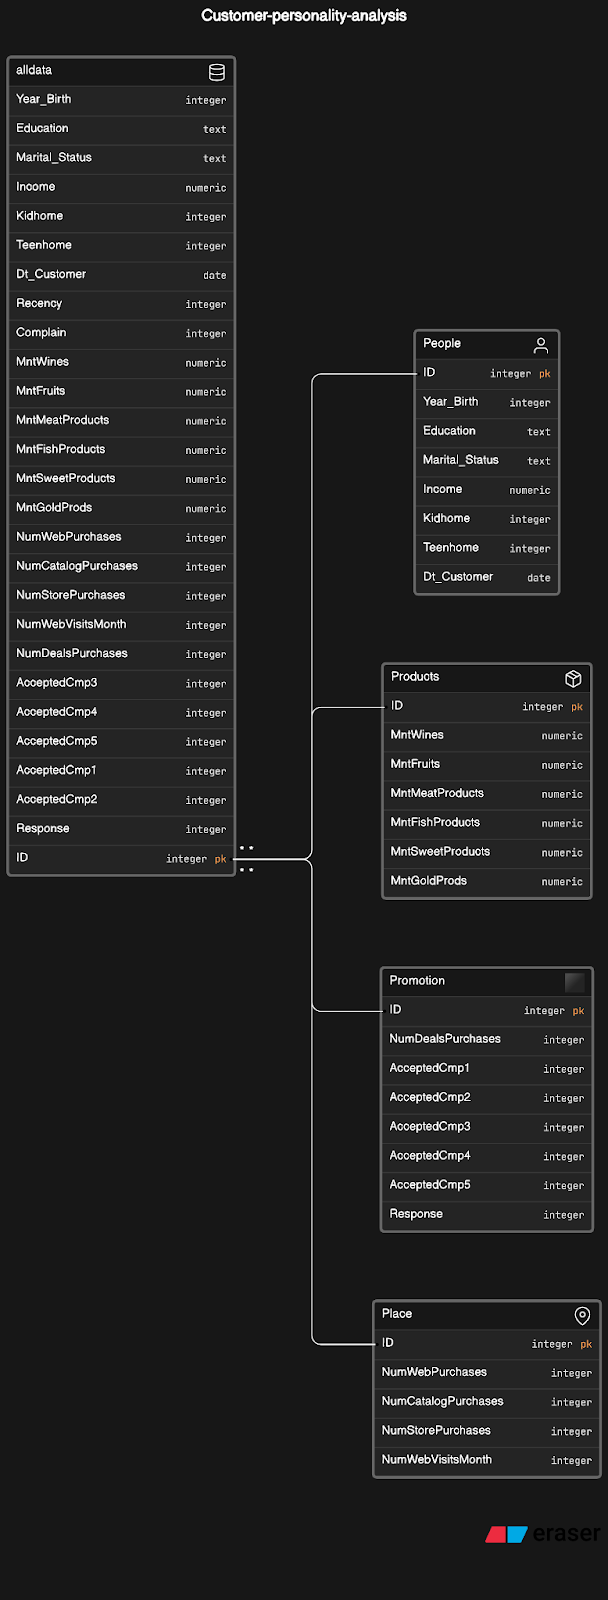 Customer-personality-analysis
alldata
Year_Birth integer
Education text
Marital_Status text
Income numeric
Kidhome integer
Teenhome integer
Dt_Customer date
Recency integer
Complain integer
MntWines numeric
MntFruits numeric
MntMeatProducts numeric
MntFishProducts numeric
MntSweetProducts numeric
MntGoldProds numeric
NumWebPurchases integer
NumCatalogPurchases integer
NumStorePurchases integer
NumWebVisitsMonth integer
NumDealsPurchases integer
AcceptedCmp3 integer
AcceptedCmp4 integer
AcceptedCmp5 integer
AcceptedCmp1 integer
AcceptedCmp2 integer
Response integer
ID integer pk
People
ID integer pk
Year_Birth integer
Education text
Marital_Status text
Income numeric
Kidhome integer
Teenhome integer
Dt_Customer date
Products
ID integer pk
MntWines numeric
MntFruits numeric
MntMeatProducts numeric
MntFishProducts numeric
MntSweetProducts numeric
MntGoldProds numeric
Promotion
ID integer pk
NumDealsPurchases integer
AcceptedCmp1 integer
AcceptedCmp2 integer
AcceptedCmp3 integer
AcceptedCmp4 integer
AcceptedCmp5 integer
Response integer
Place
ID integer pk
NumWebPurchases integer
NumCatalogPurchases integer
NumStorePurchases integer
NumWebVisitsMonth integer
eraser